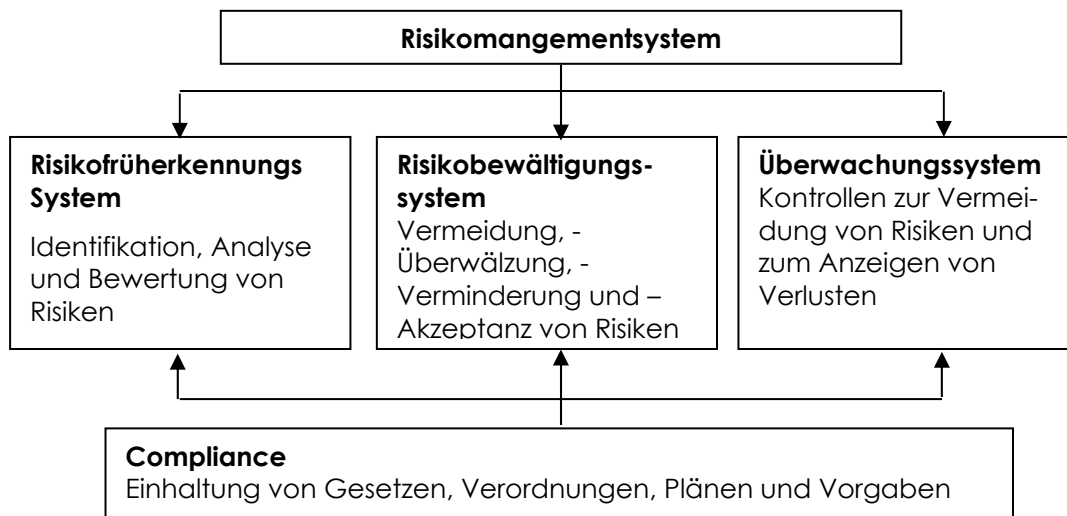 Risikomangementsystem
Risikofrüherkennungs
System
Identifikation, Analyse
und Bewertung von
Risiken
Risikobewältigungs-
system
Vermeidung, -
Überwälzung, -
Verminderung und –
Akzeptanz von Risiken
Überwachungssystem
Kontrollen zur Vermei-
dung von Risiken und
zum Anzeigen von
Verlusten
Compliance
Einhaltung von Gesetzen, Verordnungen, Plänen und Vorgaben